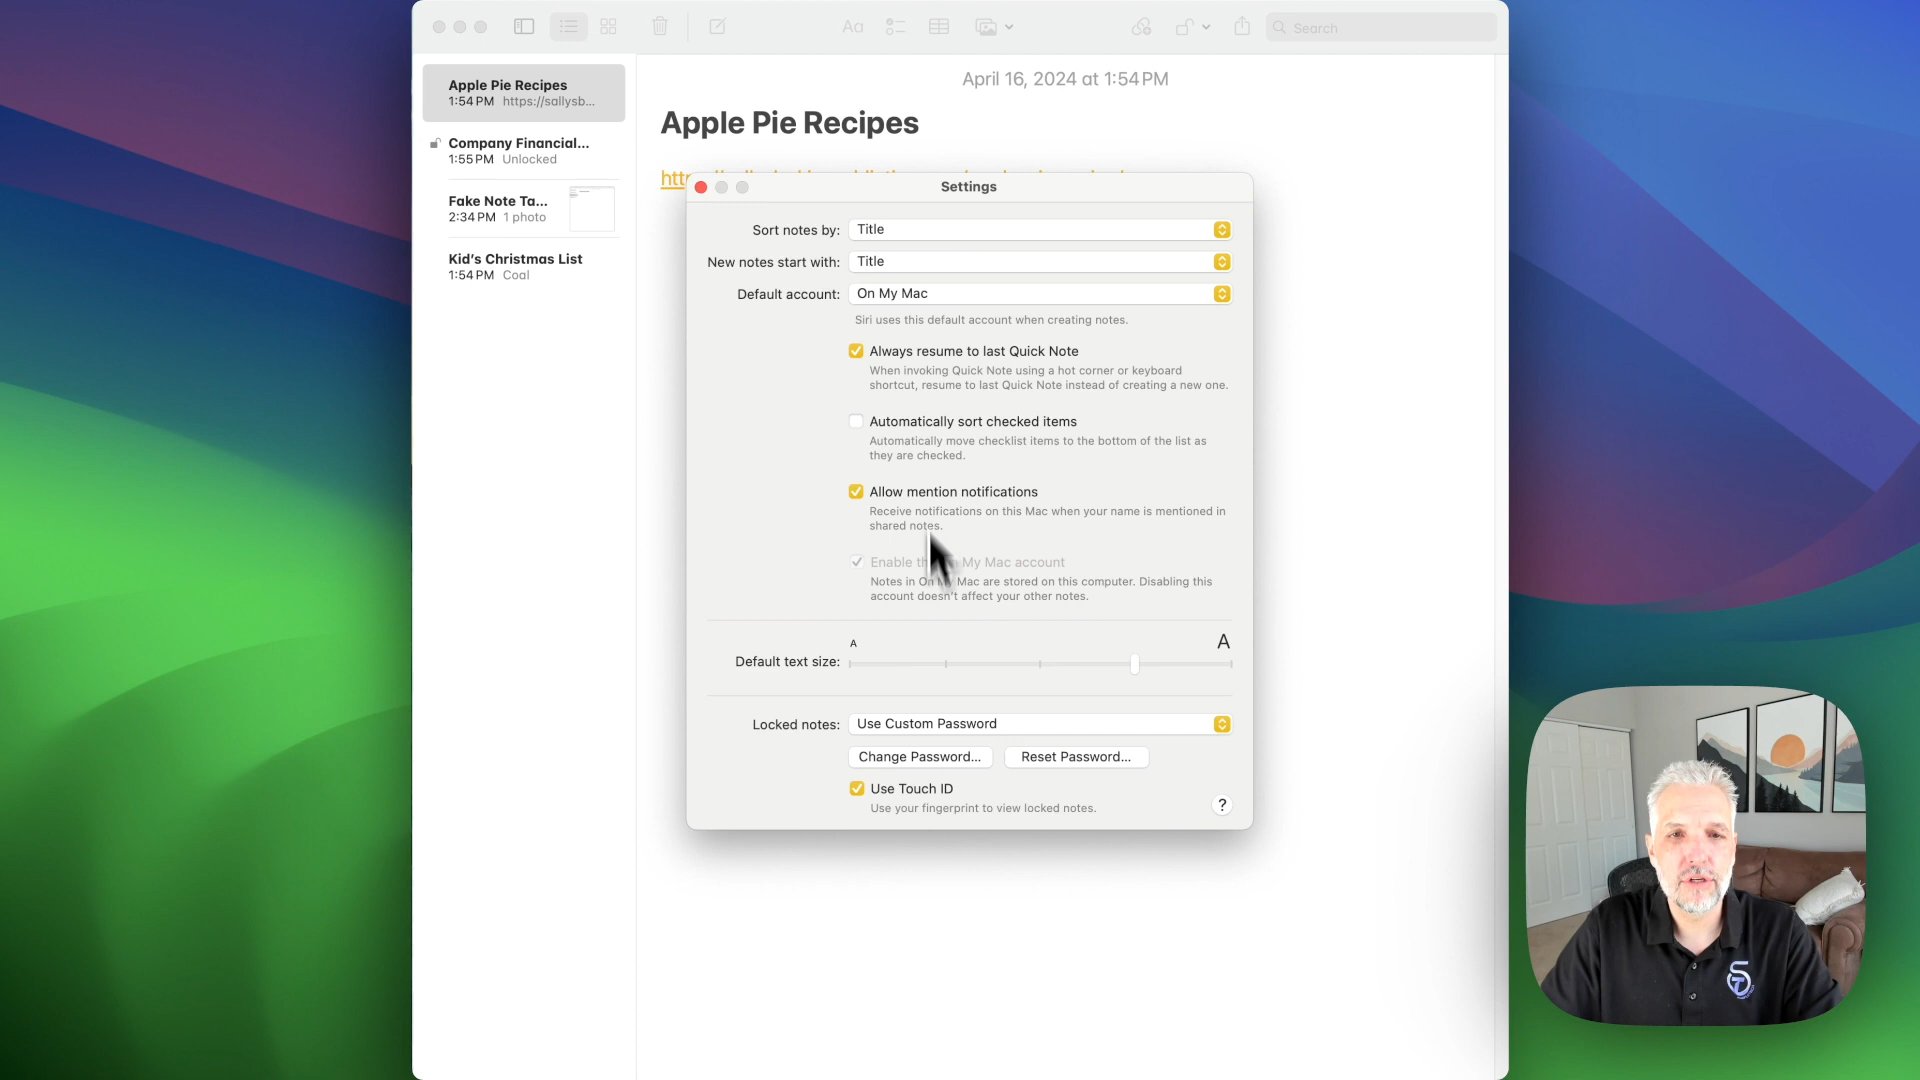 Search
Apple Pie Recipes
1:54 PM https://sallysb...
Company Financial...
1:55 PM Unlocked
Fake Note Ta...
2:34 PM 1 photo
Kid's Christmas List
1:54 PM Coal
Aa
April 16, 2024 at 1:54 PM
Apple Pie Recipes
Settings
Sort notes by: Title
New notes start with: Title
Default account: On My Mac
Siri uses this default account when creating notes.
Always resume to last Quick Note
When invoking Quick Note using a hot corner or keyboard
shortcut, resume to last Quick Note instead of creating a new one.
Automatically sort checked items
Automatically move checklist items to the bottom of the list as
they are checked.
Allow mention notifications
Receive notifications on this Mac when your name is mentioned in
shared notes.
Enable My Mac account
Notes in On My Mac are stored on this computer. Disabling this
account doesn't affect your other notes.
A A
Default text size:
Locked notes: Use Custom Password
Change Password... Reset Password...
Use Touch ID
Use your fingerprint to view locked notes.
?